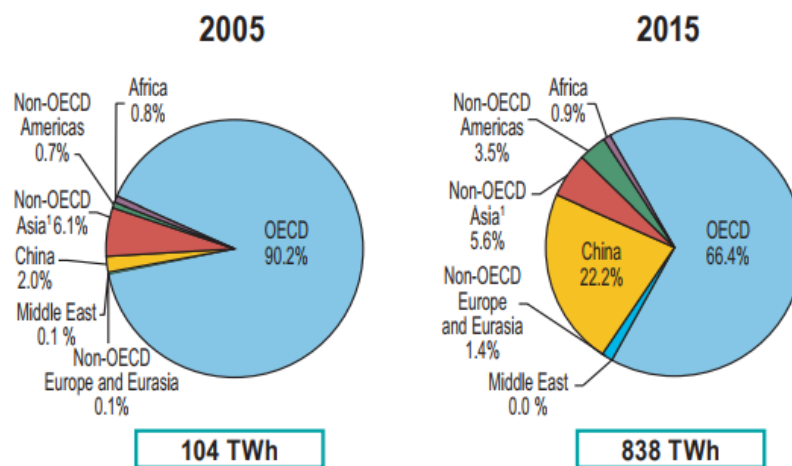 2005
Africa
0.8%
Non-OECD
Americas
0.7%
Non-OECD
Asia¹ 6.1%
China
2.0%
Middle East
0.1 %
Non-OECD
Europe and Eurasia
0.1%
OECD
90.2%
104 TWh
2015
Africa
0.9%
Non-OECD
Americas
3.5%
Non-OECD
Asia¹
5.6%
China
22.2%
Non-OECD
Europe
and Eurasia
1.4%
Middle East
0.0 %
OECD
66.4%
838 TWh